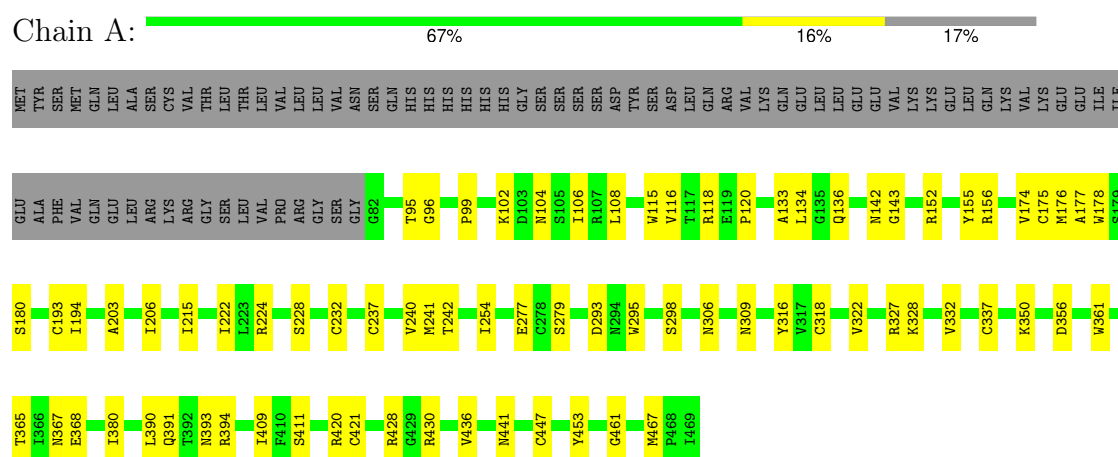 Chain A:
67% 16% 17%
MET TYR SER MET GLN LEU ALA SER CYS VAL THR LEU THR LEU VAL LEU LEU VAL ASN SER GLN HIS HIS HIS HIS HIS HIS GLY SER SER SER SER ASP TYR SER ASP LEU GLN ARG VAL LYS GLN GLU LEU LEU GLU GLU VAL LYS LYS GLU LEU GLN LYS VAL LYS GLU GLU ILE ILE
GLU ALA PHE VAL GLN GLU LEU ARG LYS ARG GLY SER LEU VAL PRO ARG GLY SER GLY G82 T95 G96 P99 K102 D103 N104 S105 I106 R107 L108 W115 V116 T117 R118 E119 P120 A133 L134 G135 Q136 N142 G143 R152 Y155 R156 V174 C175 M176 A177 W178 S179
S180 C193 I194 A203 I206 I215 I222 L223 R224 S228 C232 C237 V240 M241 T242 I254 E277 C278 S279 D293 N294 W295 S298 N306 N309 Y316 V317 C318 V322 R327 K328 V332 C337 K350 D356 W361
T365 I366 N367 E368 I380 L390 Q391 T392 N393 R394 I409 F410 S411 R420 C421 R428 G429 R430 V436 N441 C447 Y453 G461 M467 P468 I469